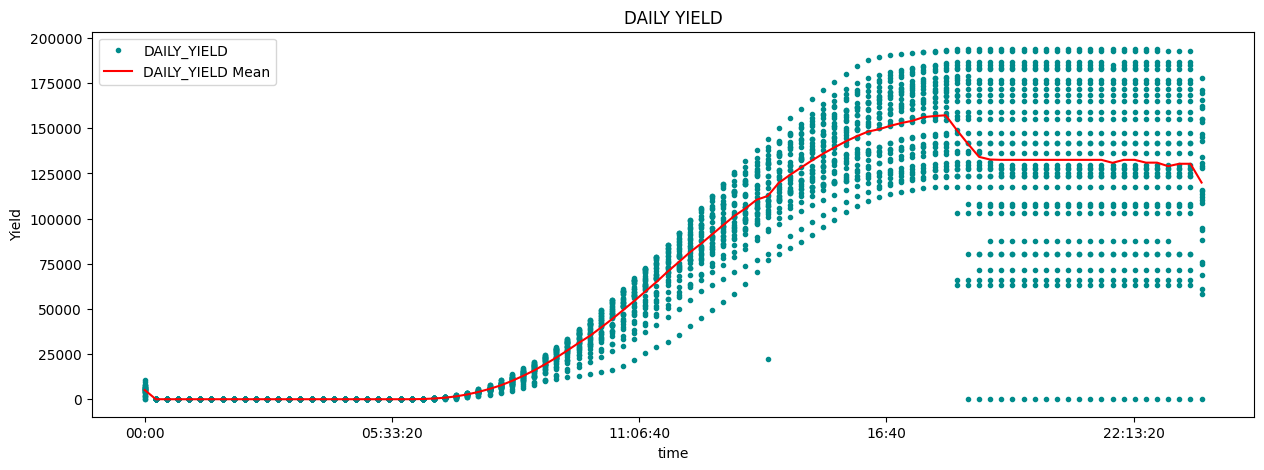 DAILY YIELD
200000
175000
150000
125000
100000
75000
50000
25000
0
Yield
DAILY_YIELD
DAILY_YIELD Mean
00:00
05:33:20
11:06:40
16:40
22:13:20
time